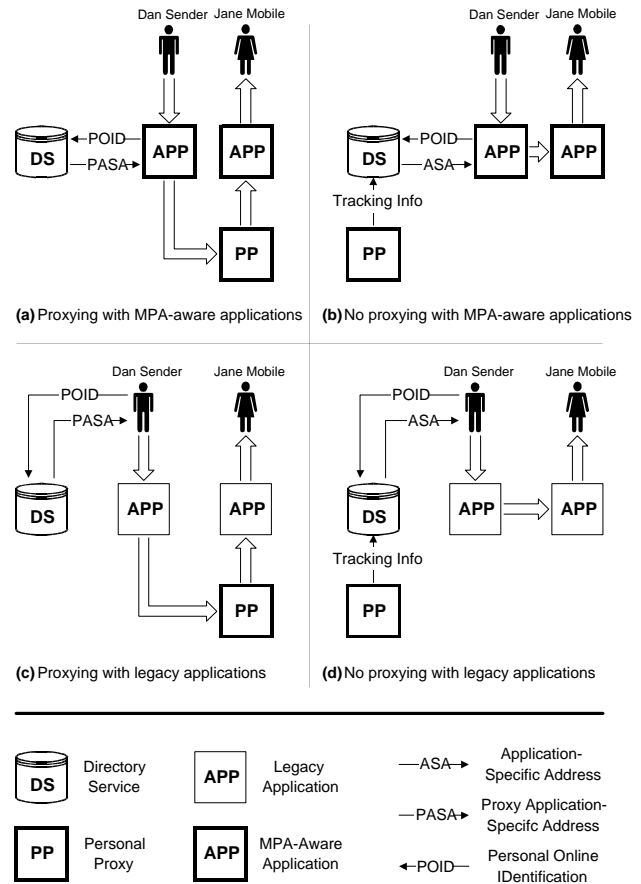 Dan Sender
Jane Mobile
POID
DS
PASA
APP
APP
PP
(a) Proxying with MPA-aware applications
Dan Sender
Jane Mobile
POID
DS
ASA
APP
APP
Tracking Info
PP
(b) No proxying with MPA-aware applications
Dan Sender
Jane Mobile
POID
PASA
DS
APP
APP
PP
(c) Proxying with legacy applications
Dan Sender
Jane Mobile
POID
ASA
DS
APP
APP
Tracking Info
PP
(d) No proxying with legacy applications
DS
Directory
Service
APP
Legacy
Application
ASA
Application-
Specific Address
PASA
Proxy Application-
Specifc Address
PP
Personal
Proxy
APP
MPA-Aware
Application
POID
Personal Online
IDentification